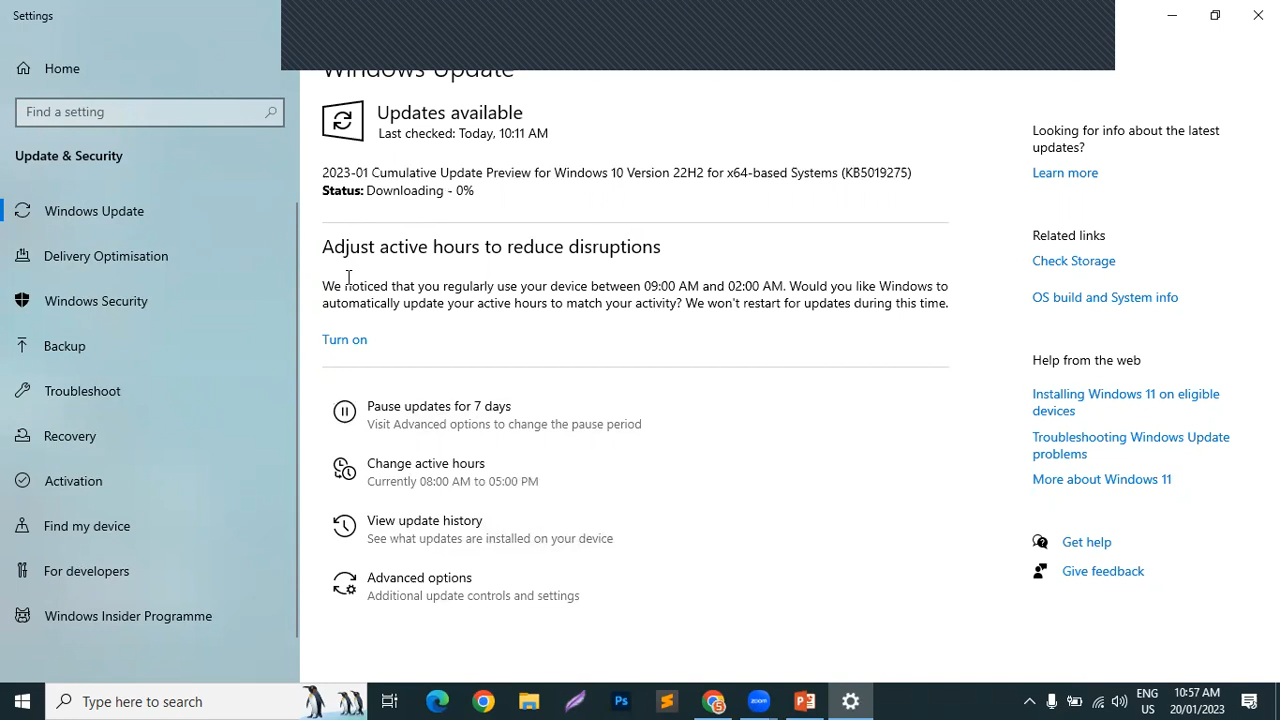 Settings
Home
Find a setting
Update & Security
Windows Update
Delivery Optimisation
Windows Security
Backup
Troubleshoot
Recovery
Activation
Find my device
For developers
Windows Insider Programme
Windows Update
Updates available
Last checked: Today, 10:11 AM
2023-01 Cumulative Update Preview for Windows 10 Version 22H2 for x64-based Systems (KB5019275)
Status: Downloading - 0%
Adjust active hours to reduce disruptions
We noticed that you regularly use your device between 09:00 AM and 02:00 AM. Would you like Windows to
automatically update your active hours to match your activity? We won't restart for updates during this time.
Turn on
Pause updates for 7 days
Visit Advanced options to change the pause period
Change active hours
Currently 08:00 AM to 05:00 PM
View update history
See what updates are installed on your device
Advanced options
Additional update controls and settings
Looking for info about the latest
updates?
Learn more
Related links
Check Storage
OS build and System info
Help from the web
Installing Windows 11 on eligible
devices
Troubleshooting Windows Update
problems
More about Windows 11
Get help
Give feedback
Type here to search
Ps
S
zoom
P
ENG
US
10:57 AM
20/01/2023